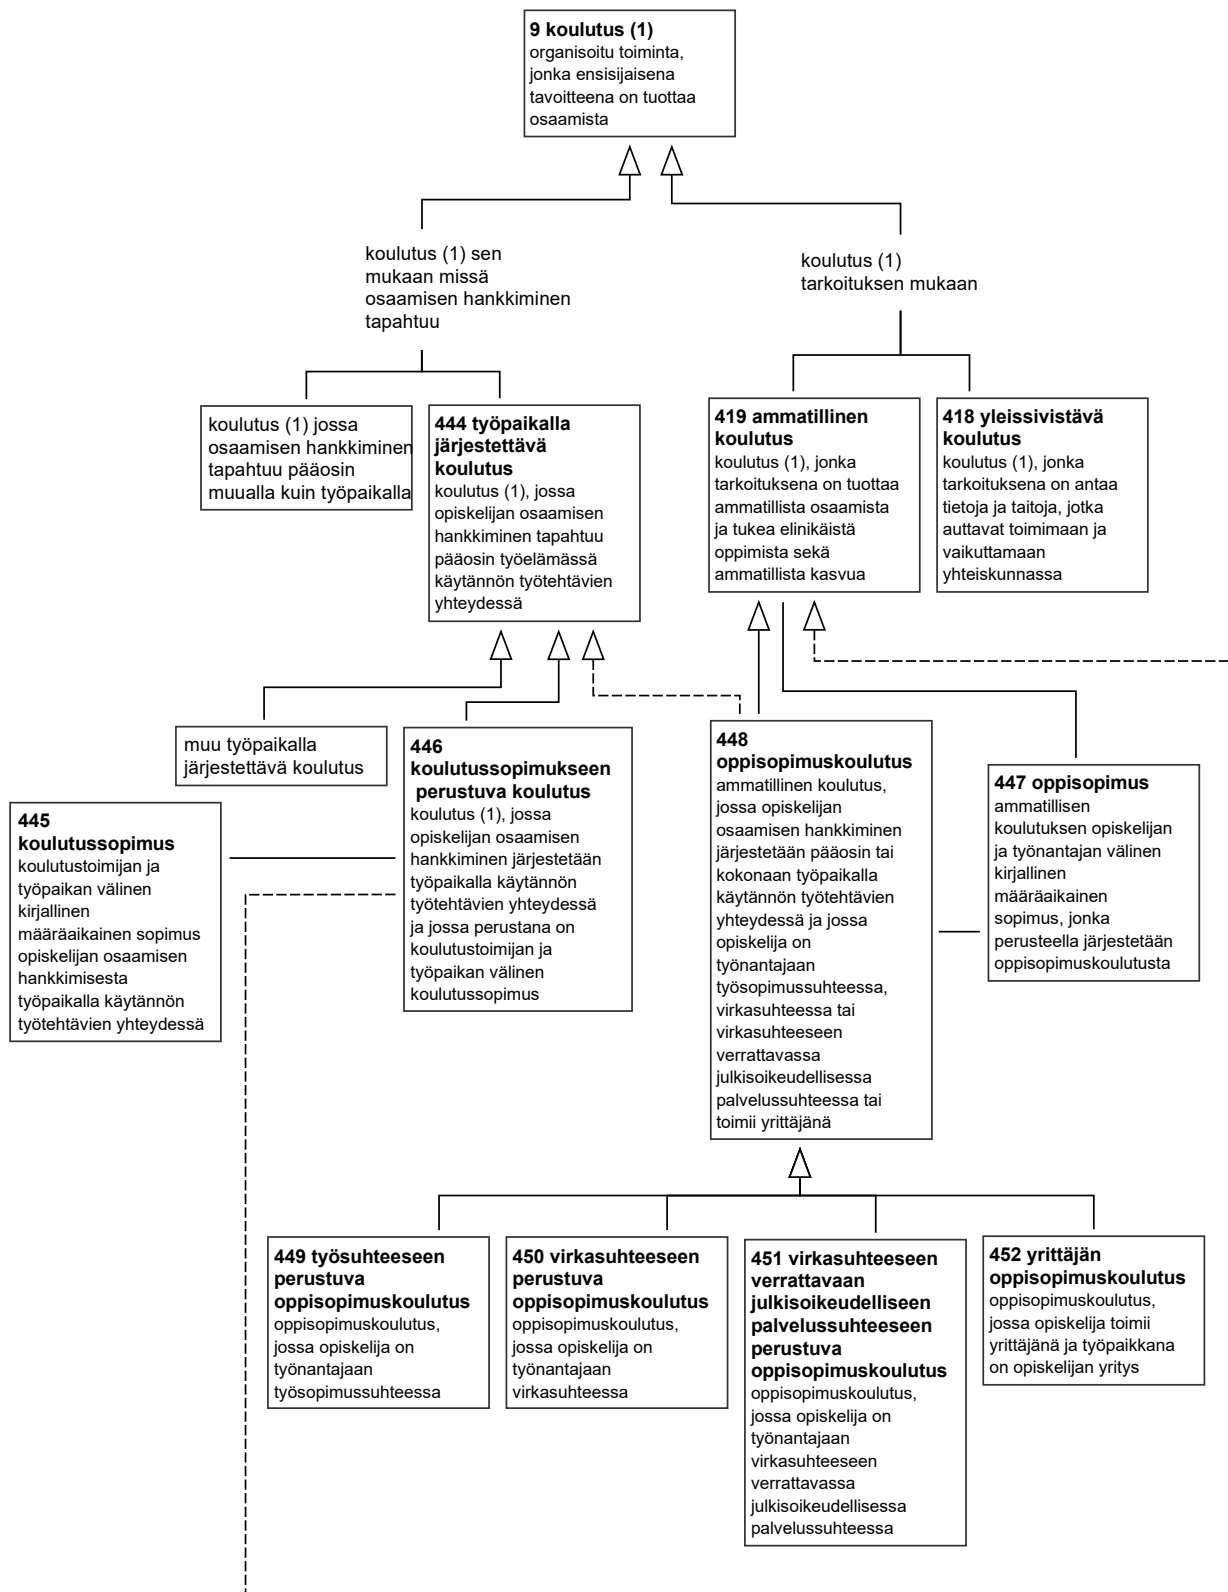 9 koulutus (1)
organisoitu toiminta,
jonka ensisijaisena
tavoitteena on tuottaa
osaamista
koulutus (1) sen
mukaan missä
osaamisen hankkiminen
tapahtuu
koulutus (1)
tarkoituksen mukaan
koulutus (1) jossa
osaamisen hankkiminen
tapahtuu pääosin
muualla kuin työpaikalla
444 työpaikalla
järjestettävä
koulutus
koulutus (1), jossa
opiskelijan osaamisen
hankkiminen tapahtuu
pääosin työelämässä
käytännön työtehtävien
yhteydessä
419 ammatillinen
koulutus
koulutus (1), jonka
tarkoituksena on tuottaa
ammatillista osaamista
ja tukea elinikäistä
oppimista sekä
ammatillista kasvua
418 yleissivistävä
koulutus
koulutus (1), jonka
tarkoituksena on antaa
tietoja ja taitoja, jotka
auttavat toimimaan ja
vaikuttamaan
yhteiskunnassa
muu työpaikalla
järjestettävä koulutus
446
koulutussopimukseen
perustuva koulutus
koulutus (1), jossa
opiskelijan osaamisen
hankkiminen järjestetään
työpaikalla käytännön
työtehtävien yhteydessä
ja jossa perustana on
koulutustoimijan ja
työpaikan välinen
koulutussopimus
445
koulutussopimus
koulutustoimijan ja
työpaikan välinen
kirjallinen
määräaikainen sopimus
opiskelijan osaamisen
hankkimisesta
työpaikalla käytännön
työtehtävien yhteydessä
448
oppisopimuskoulutus
ammatillinen koulutus,
jossa opiskelijan
osaamisen hankkiminen
järjestetään pääosin tai
kokonaan työpaikalla
käytännön työtehtävien
yhteydessä ja jossa
opiskelija on
työnantajaan
työsopimussuhteessa,
virkasuhteessa tai
virkasuhteeseen
verrattavassa
julkisoikeudellisessa
palvelussuhteessa tai
toimii yrittäjänä
447 oppisopimus
ammatillisen
koulutuksen opiskelijan
ja työnantajan välinen
kirjallinen
määräaikainen
sopimus, jonka
perusteella järjestetään
oppisopimuskoulutusta
449 työsuhteeseen
perustuva
oppisopimuskoulutus
oppisopimuskoulutus,
jossa opiskelija on
työnantajaan
työsopimussuhteessa
450 virkasuhteeseen
perustuva
oppisopimuskoulutus
oppisopimuskoulutus,
jossa opiskelija on
työnantajaan
virkasuhteessa
451 virkasuhteeseen
verrattavaan
julkisoikeudelliseen
palvelussuhteeseen
perustuva
oppisopimuskoulutus
oppisopimuskoulutus,
jossa opiskelija on
työnantajaan
virkasuhteeseen
verrattavassa
julkisoikeudellisessa
palvelussuhteessa
452 yrittäjän
oppisopimuskoulutus
oppisopimuskoulutus,
jossa opiskelija toimii
yrittäjänä ja työpaikkana
on opiskelijan yritys